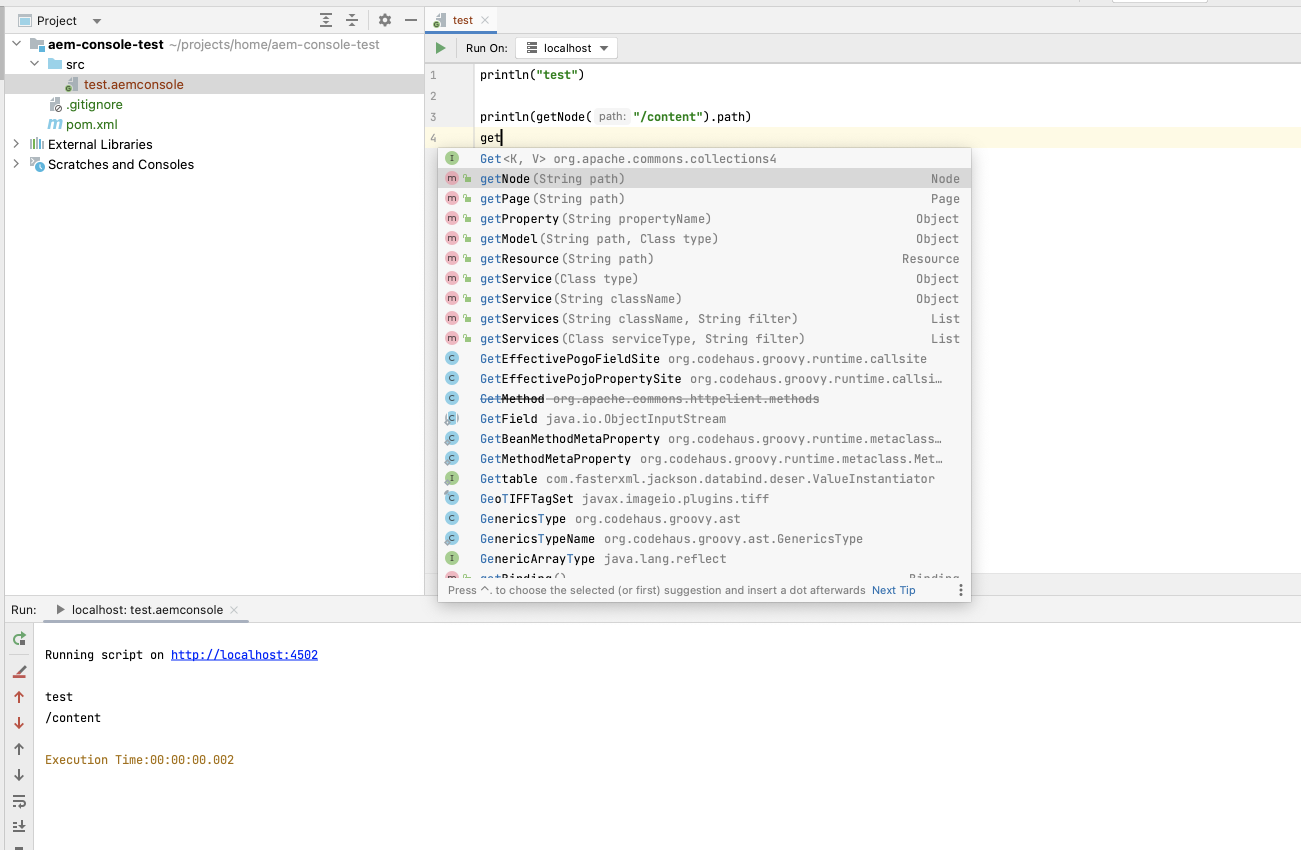 Project
aem-console-test ~/projects/home/aem-console-test
src
test.aemconsole
.gitignore
pom.xml
External Libraries
Scratches and Consoles
test
Run On: localhost
1 println("test")
2
3 println(getNode( path: "/content").path)
4 get
Get<K, V> org.apache.commons.collections4
getNode(String path) Node
getPage(String path) Page
getProperty(String propertyName) Object
getModel(String path, Class type) Object
getResource(String path) Resource
getService(Class type) Object
getService(String className) Object
getServices(String className, String filter) List
getServices(Class serviceType, String filter) List
GetEffectivePogoFieldSite org.codehaus.groovy.runtime.callsite
GetEffectivePojoPropertySite org.codehaus.groovy.runtime.callsi…
GetMethod org.apache.commons.httpclient.methods
GetField java.io.ObjectInputStream
GetBeanMethodMetaProperty org.codehaus.groovy.runtime.metaclass…
GetMethodMetaProperty org.codehaus.groovy.runtime.metaclass.Met…
Gettable com.fasterxml.jackson.databind.deser.ValueInstantiator
GeoTIFFTagSet javax.imageio.plugins.tiff
GenericsType org.codehaus.groovy.ast
GenericsTypeName org.codehaus.groovy.ast.GenericsType
GenericArrayType java.lang.reflect
getBinding() Binding
Press ^. to choose the selected (or first) suggestion and insert a dot afterwards Next Tip
Run: localhost: test.aemconsole
Running script on http://localhost:4502
test
/content
Execution Time:00:00:00.002